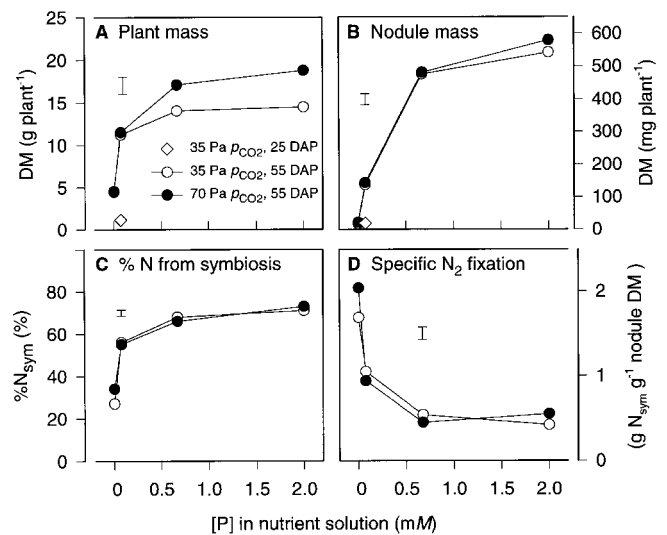 A Plant mass
25
20
15
10
5
0
DM (g plant-1)
35 Pa pCO2, 25 DAP
35 Pa pCO2, 55 DAP
70 Pa pCO2, 55 DAP
B Nodule mass
600
500
400
300
200
100
0
DM (mg plant-1)
C % N from symbiosis
80
60
40
20
0
%Nsym (%)
0 0.5 1.0 1.5 2.0
D Specific N2 fixation
2
1
0
(g Nsym g-1 nodule DM)
0 0.5 1.0 1.5 2.0
[P] in nutrient solution (mM)